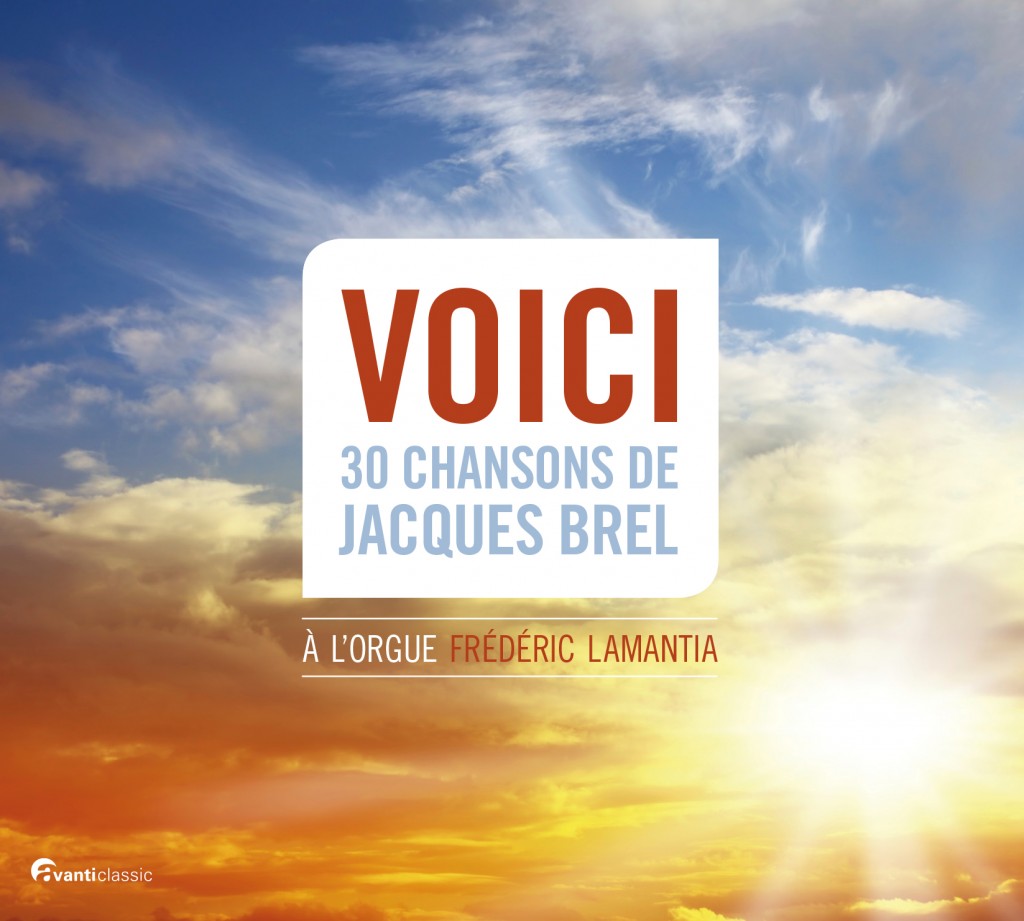 VOICI
30 CHANSONS DE
JACQUES BREL
À L'ORGUE FRÉDÉRIC LAMANTIA
avanticlassic